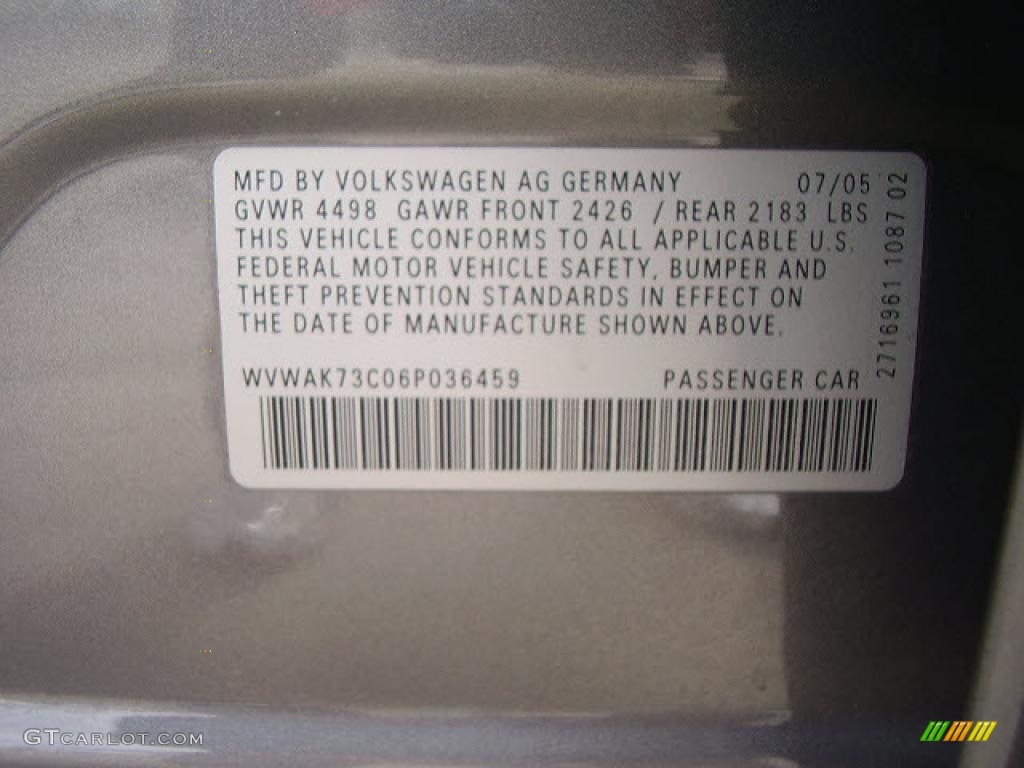 MFD BY VOLKSWAGEN AG GERMANY 07/05
GVWR 4498 GAWR FRONT 2426 / REAR 2183 LBS
THIS VEHICLE CONFORMS TO ALL APPLICABLE U.S.
FEDERAL MOTOR VEHICLE SAFETY, BUMPER AND
THEFT PREVENTION STANDARDS IN EFFECT ON
THE DATE OF MANUFACTURE SHOWN ABOVE.
WVWAK73C06P036459 PASSENGER CAR
2716961 1087 02
GTCARLOT.COM